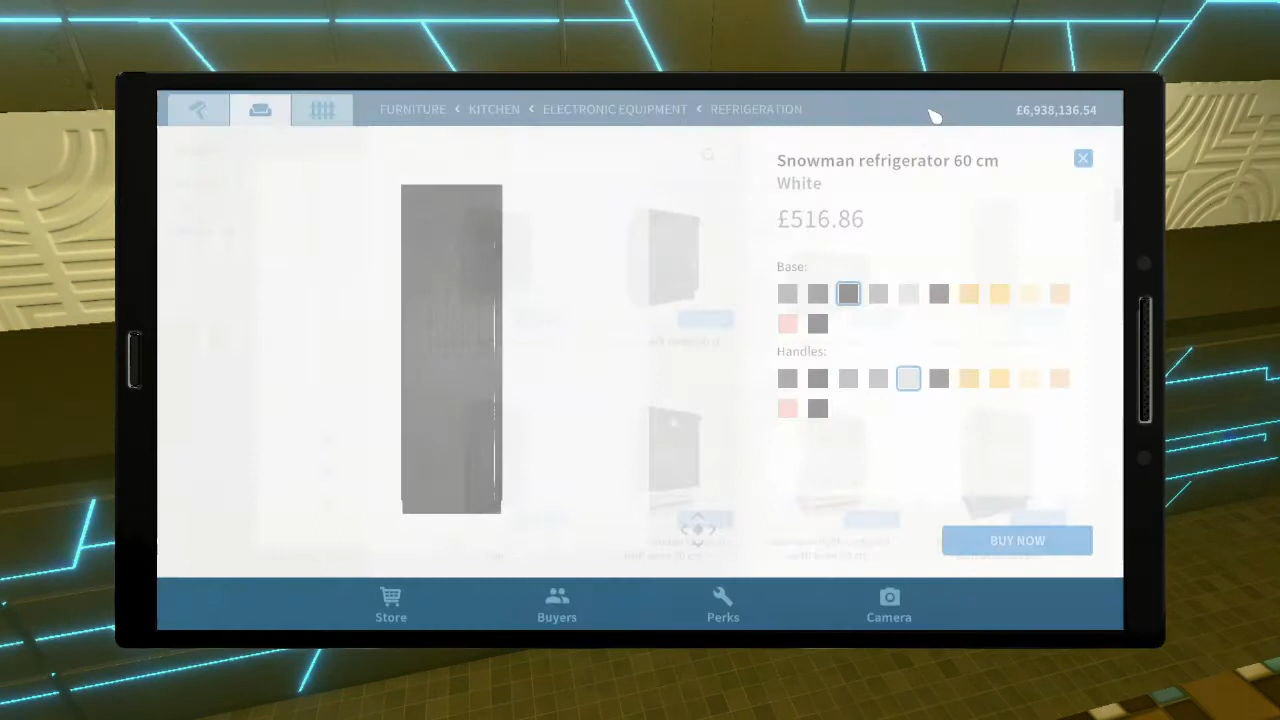 FURNITURE < KITCHEN < ELECTRONIC EQUIPMENT < REFRIGERATION
£6,938,136.54
Snowman refrigerator 60 cm
White
£516.86
Base:
Handles:
BUY NOW
Store
Buyers
Perks
Camera